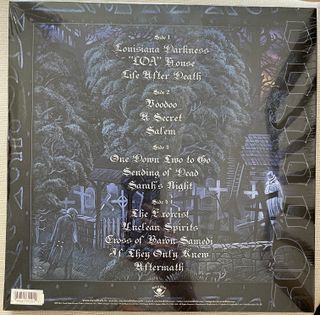 Side 1
Louisiana Darkness
"LOA" House
Life After Death
Side 2
Voodoo
A Secret
Salem
Side 3
One Down Two to Go
Sending of Dead
Sarah's Night
Side 4
The Exorcist
Unclean Spirits
Cross of Baron Samedi
If They Only Knew
Aftermath